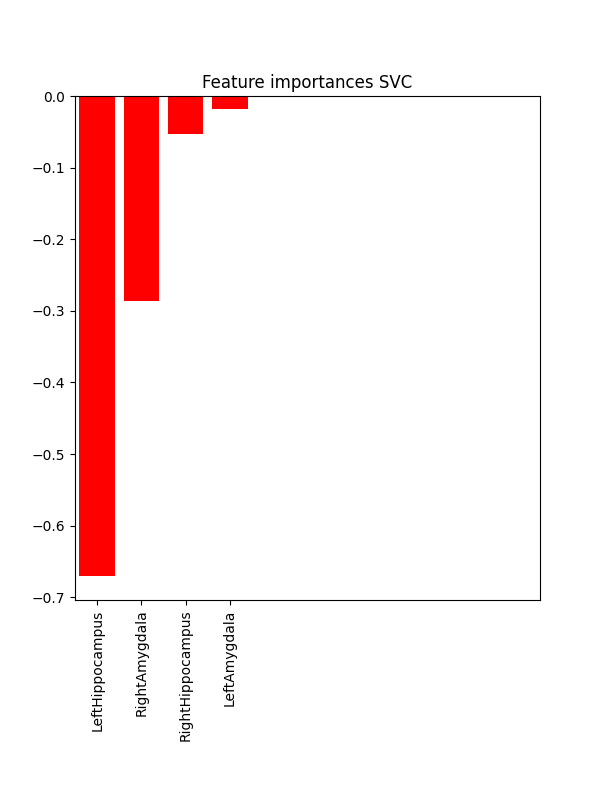 Feature importances SVC
0.0
−0.1
−0.2
−0.3
−0.4
−0.5
−0.6
−0.7
LeftHippocampus
RightAmygdala
RightHippocampus
LeftAmygdala